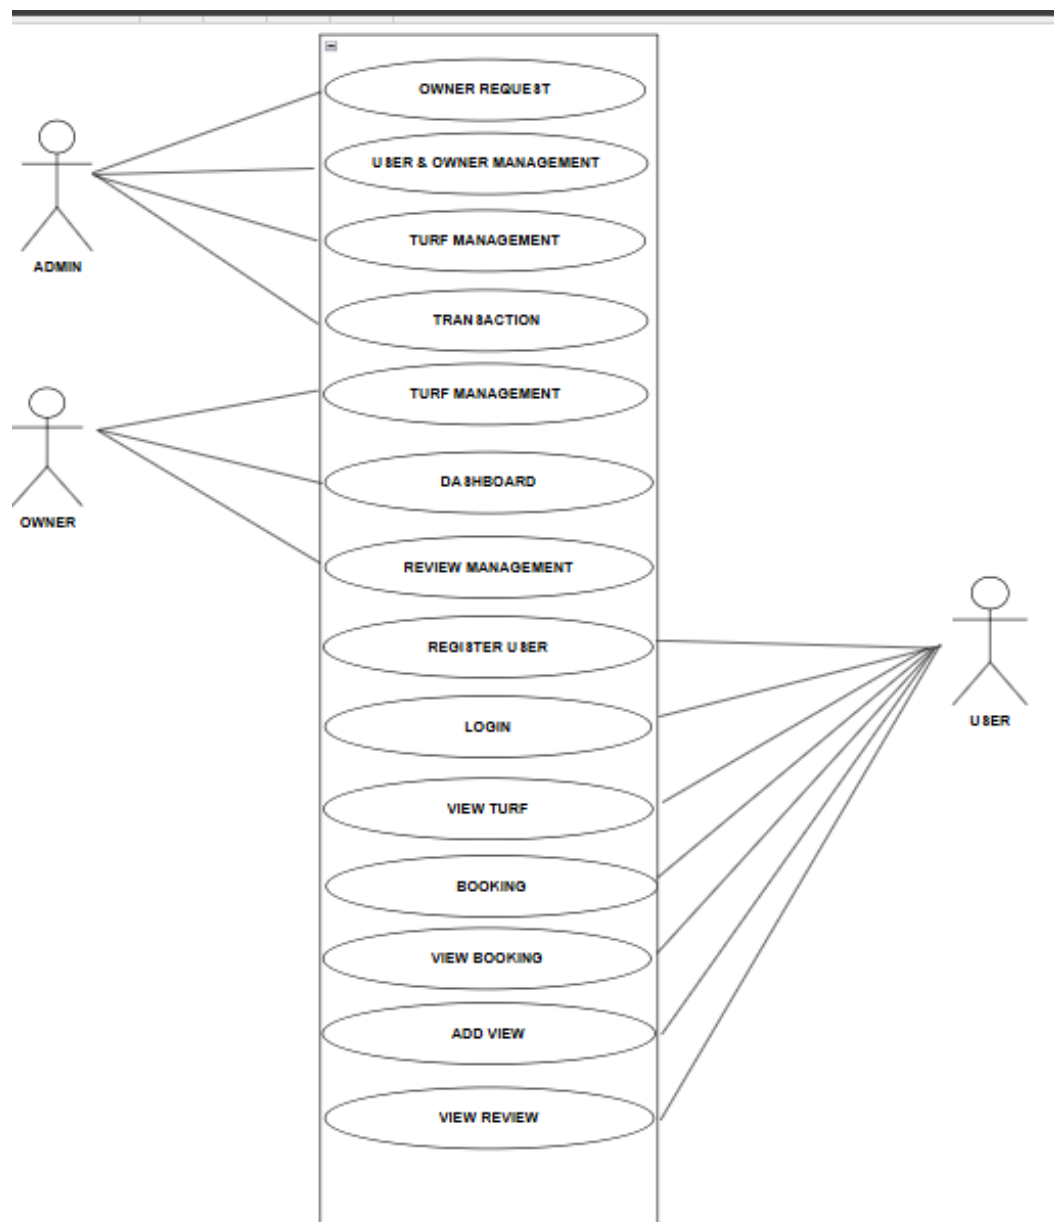 OWNER REQUEST
USER & OWNER MANAGEMENT
TURF MANAGEMENT
ADMIN
TRANSACTION
TURF MANAGEMENT
DASHBOARD
OWNER
REVIEW MANAGEMENT
REGISTER USER
LOGIN
USER
VIEW TURF
BOOKING
VIEW BOOKING
ADD VIEW
VIEW REVIEW